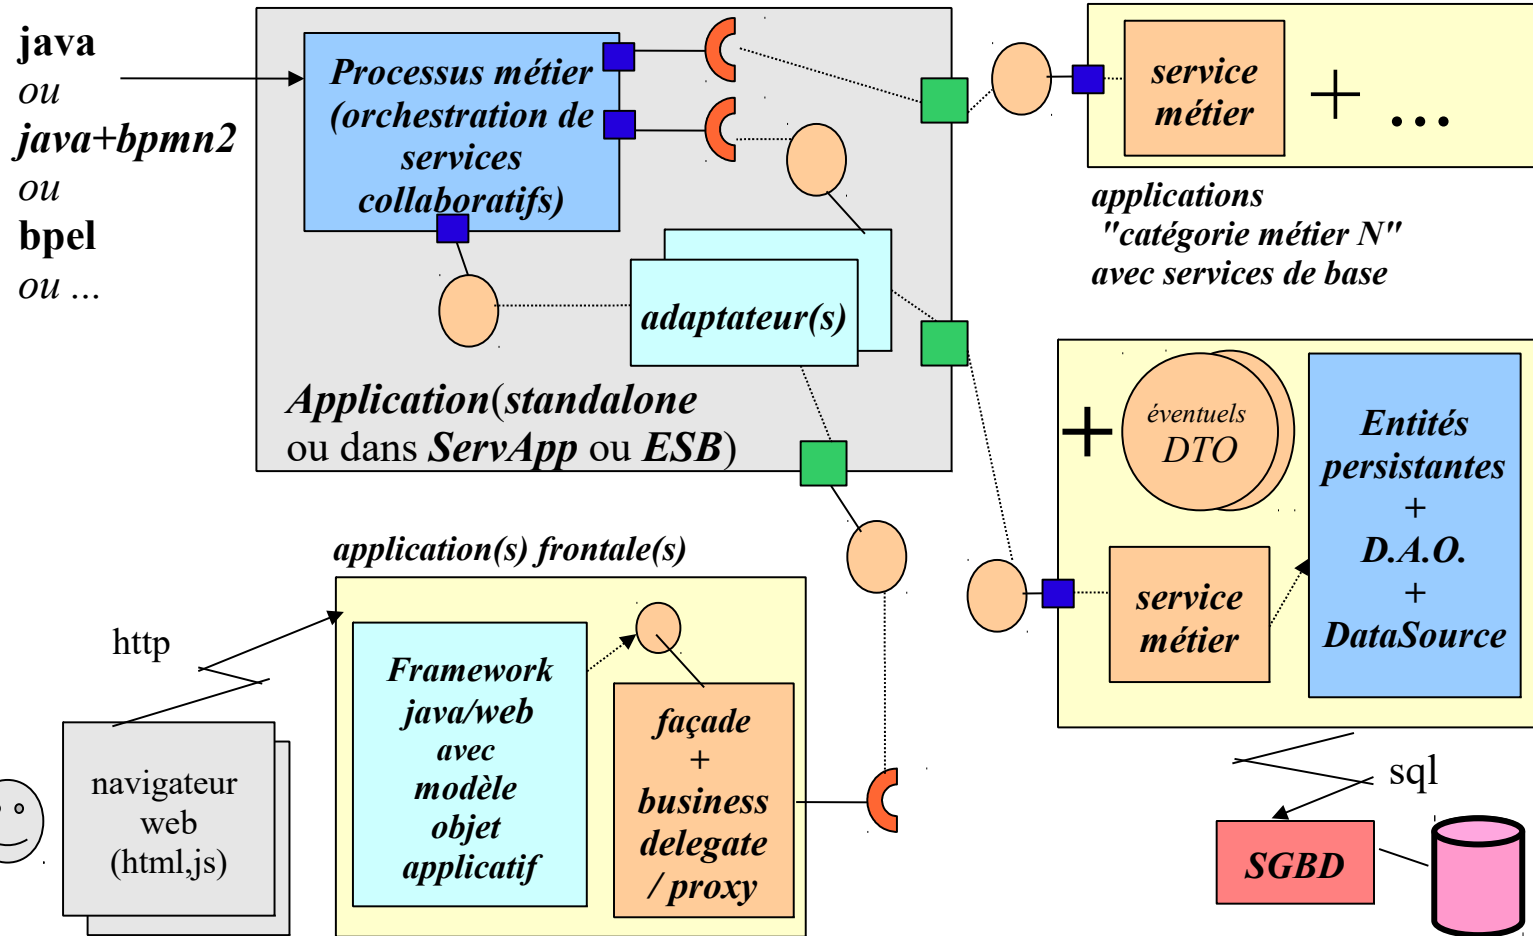 java
ou
java+bpmn2
ou
bpel
ou ...
Processus métier
(orchestration de
services
collaboratifs)
adaptateur(s)
Application(standalone
ou dans ServApp ou ESB)
service
métier
+ ...
applications
"catégorie métier N"
avec services de base
+
éventuels
DTO
Entités
persistantes
+
D.A.O.
+
DataSource
service
métier
application(s) frontale(s)
http
Framework
java/web
avec
modèle
objet
applicatif
façade
+
business
delegate
/ proxy
navigateur
web
(html,js)
sql
SGBD